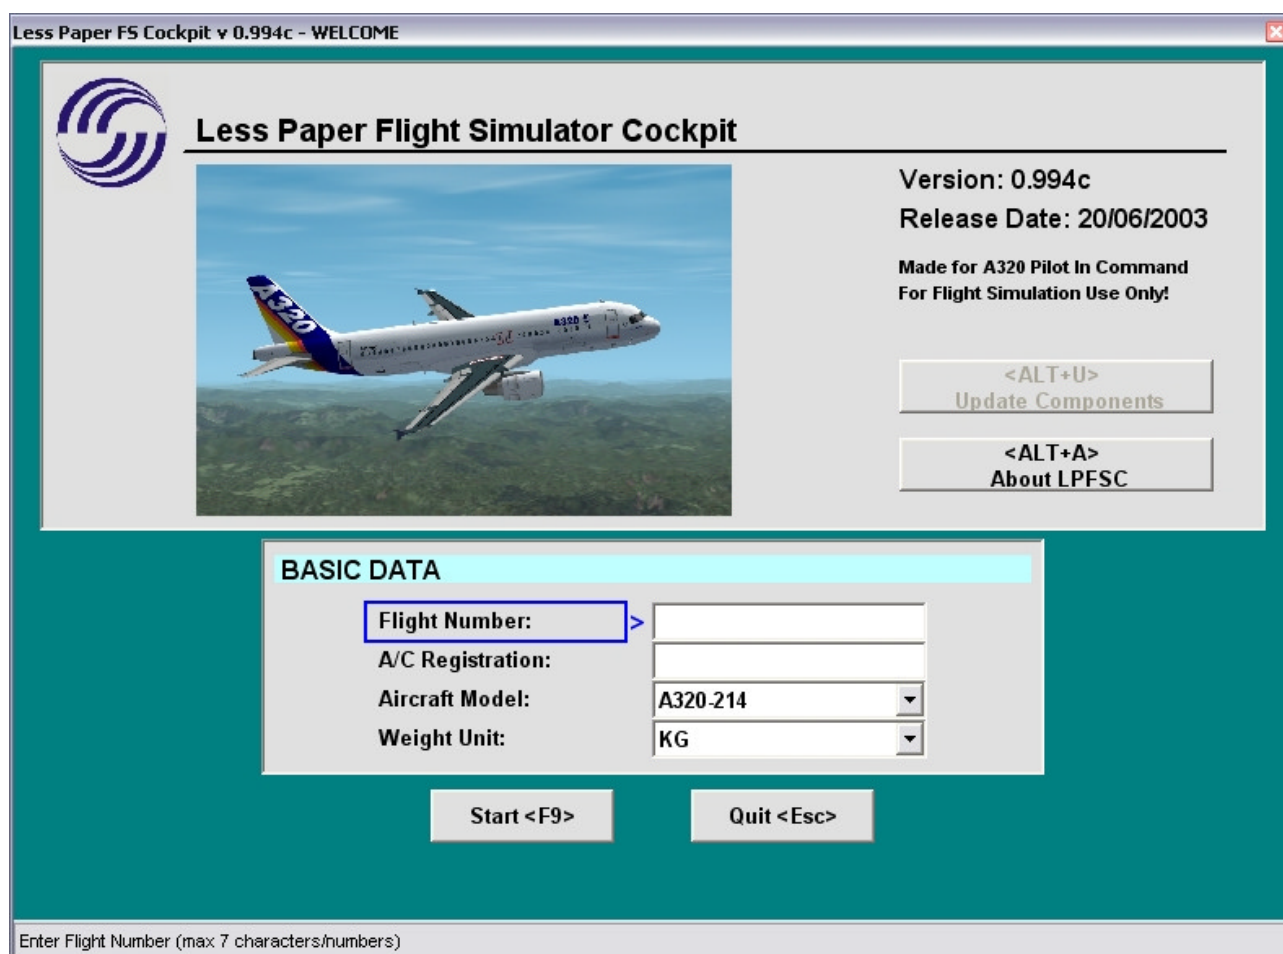 Less Paper FS Cockpit v 0.994c - WELCOME
Less Paper Flight Simulator Cockpit
A320
A320
Version: 0.994c
Release Date: 20/06/2003
Made for A320 Pilot In Command
For Flight Simulation Use Only!
<ALT+U>
Update Components
<ALT+A>
About LPFSC
BASIC DATA
Flight Number: >
A/C Registration:
Aircraft Model: A320-214
Weight Unit: KG
Start <F9> Quit <Esc>
Enter Flight Number (max 7 characters/numbers)